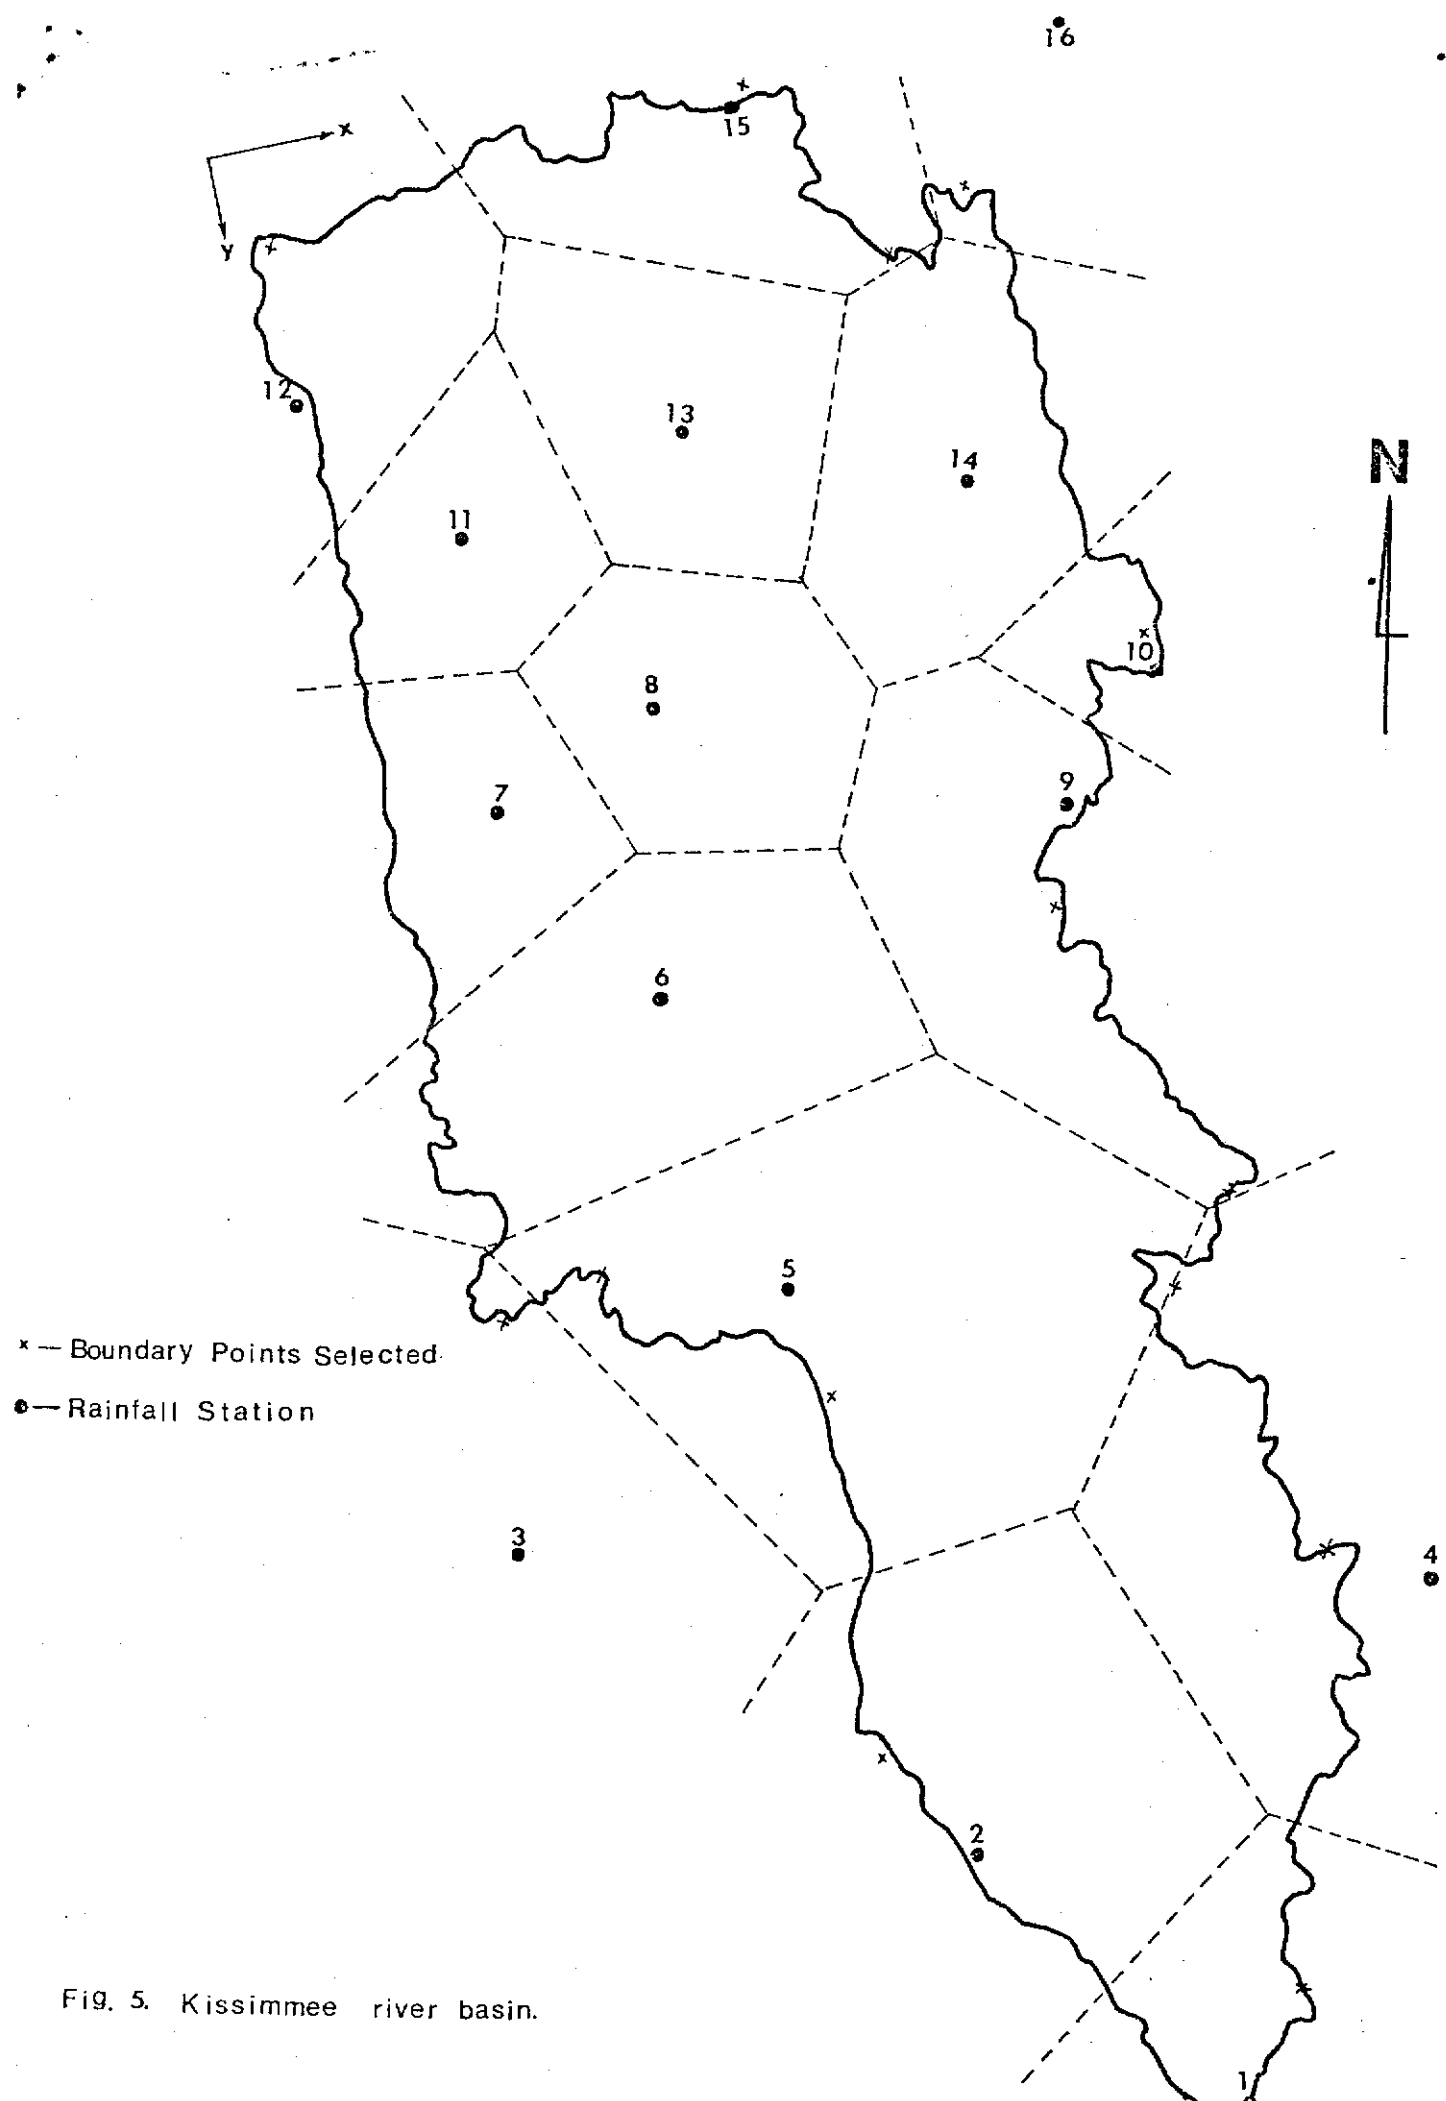 16
15
x
y
12
13
14
11
N
10
8
9
7
6
5
x — Boundary Points Selected
—Rainfall Station
3
4
2
Fig. 5. Kissimmee river basin.
1